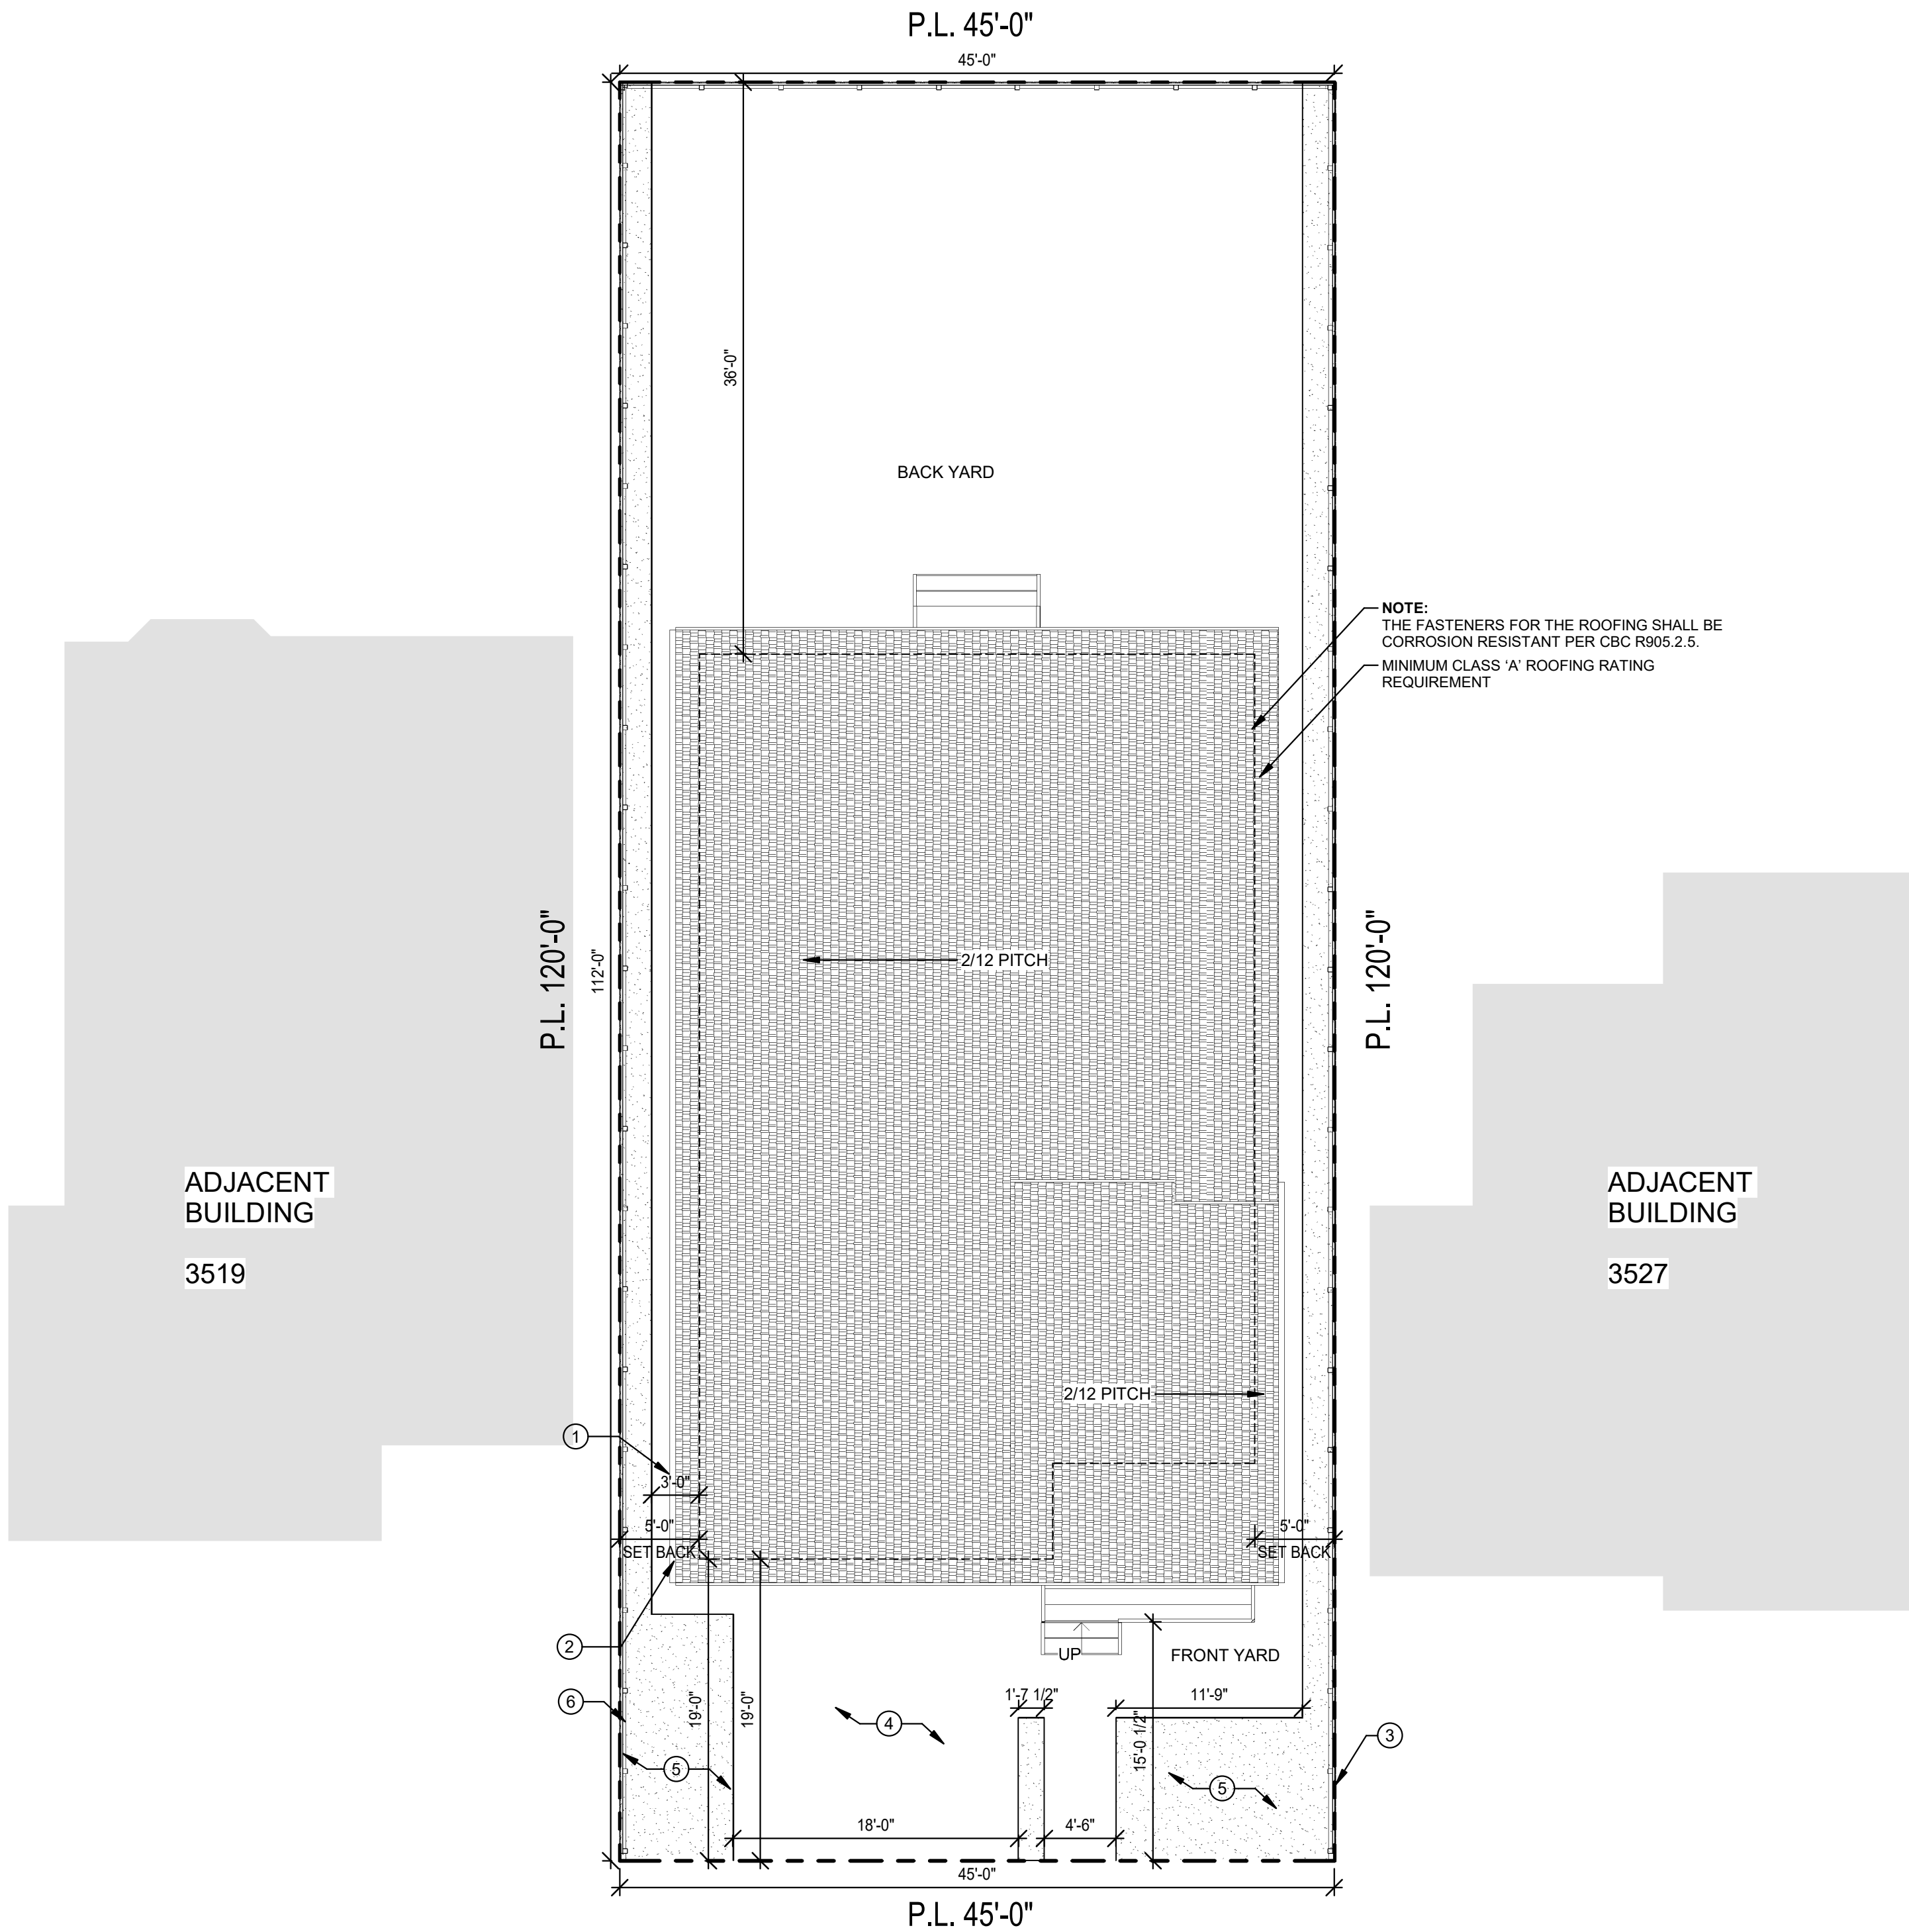 P.L. 45'-0"
45'-0"
36'-0"
BACK YARD
NOTE:
THE FASTENERS FOR THE ROOFING SHALL BE
CORROSION RESISTANT PER CBC R905.2.5.
MINIMUM CLASS ‘A’ ROOFING RATING
REQUIREMENT
P.L. 120'-0"
112'-0"
2/12 PITCH
P.L. 120'-0"
ADJACENT
BUILDING
3519
ADJACENT
BUILDING
3527
2/12 PITCH
1
3'-0"
5'-0"
SET BACK
5'-0"
SET BACK
2
UP
FRONT YARD
6
19'-0"
19'-0"
4
1'-7 1/2"
11'-9"
15'-0 1/2"
3
5
5
18'-0"
4'-6"
45'-0"
P.L. 45'-0"